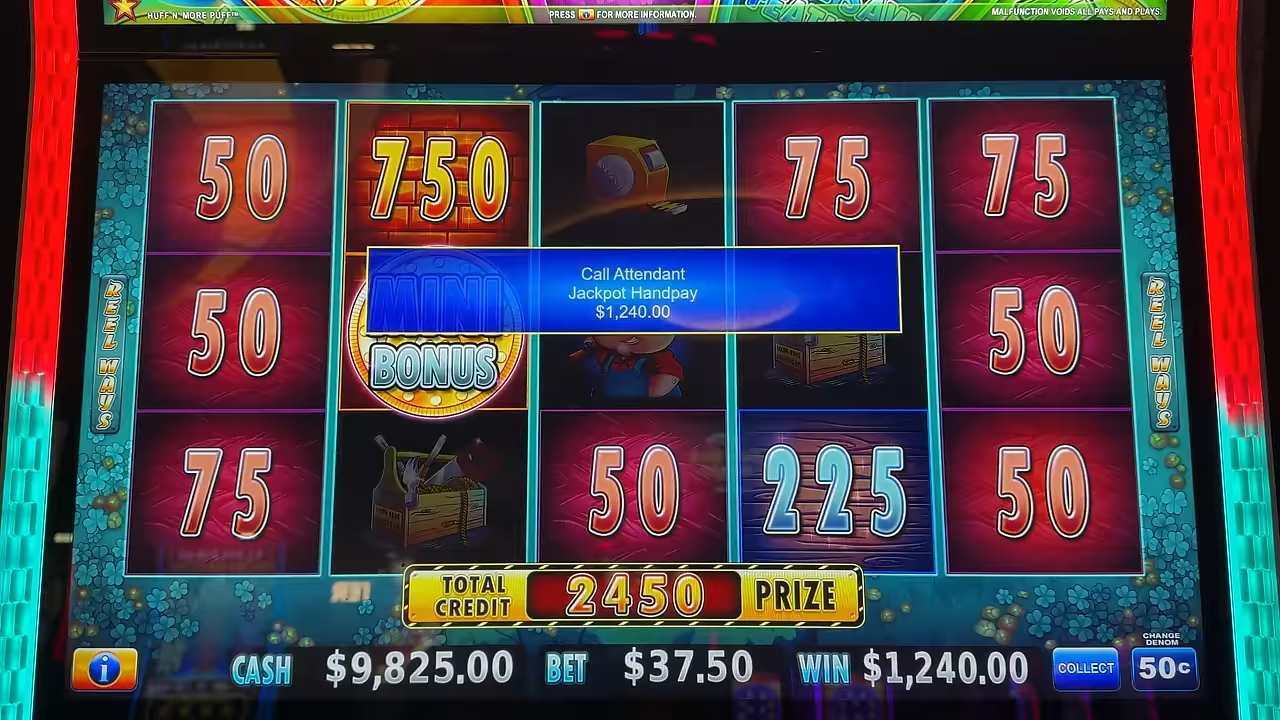 HUFF'N'MORE PUFF™
PRESS i FOR MORE INFORMATION.
MALFUNCTION VOIDS ALL PAYS AND PLAYS.
50 750 75 75
Call Attendant
Jackpot Handpay
$1,240.00
REEL WAYS
50 MINI BONUS 50
REEL WAYS
75 50 225 50
TOTAL CREDIT 2450 PRIZE
CHANGE DENOM
i CASH $9,825.00 BET $37.50 WIN $1,240.00 COLLECT 50¢